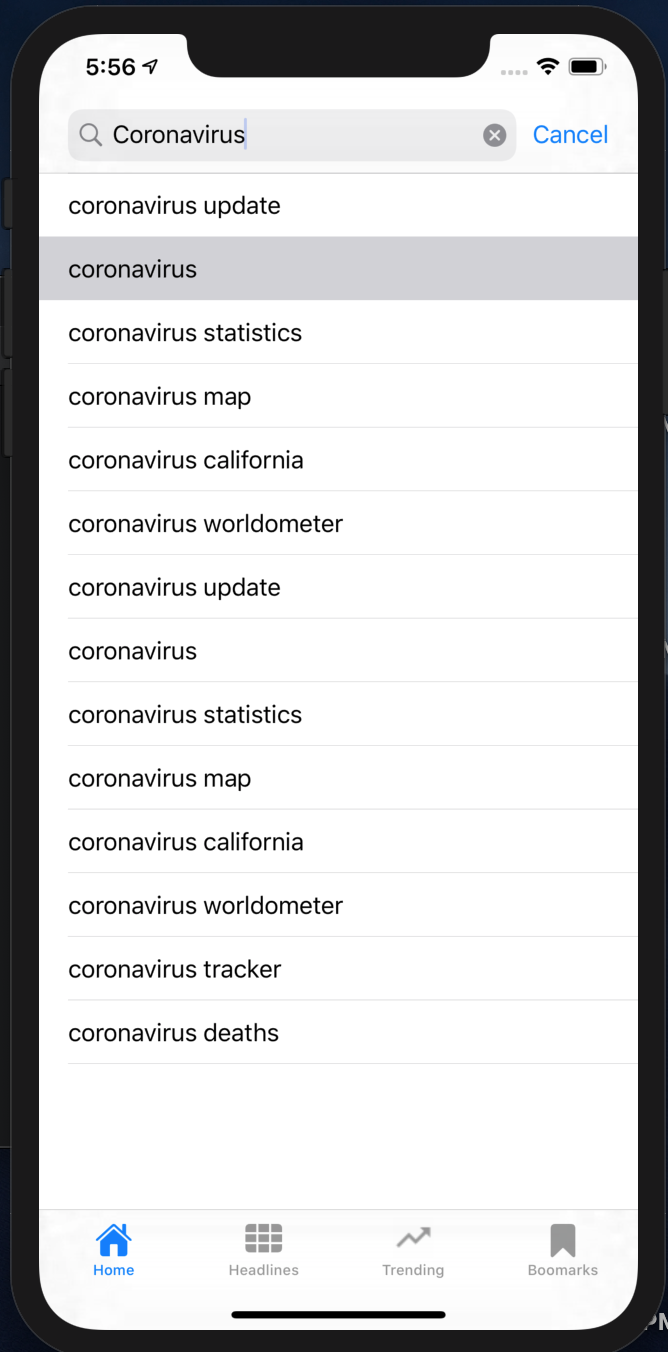 5:56
Coronavirus
Cancel
coronavirus update
coronavirus
coronavirus statistics
coronavirus map
coronavirus california
coronavirus worldometer
coronavirus update
coronavirus
coronavirus statistics
coronavirus map
coronavirus california
coronavirus worldometer
coronavirus tracker
coronavirus deaths
Home Headlines Trending Boomarks